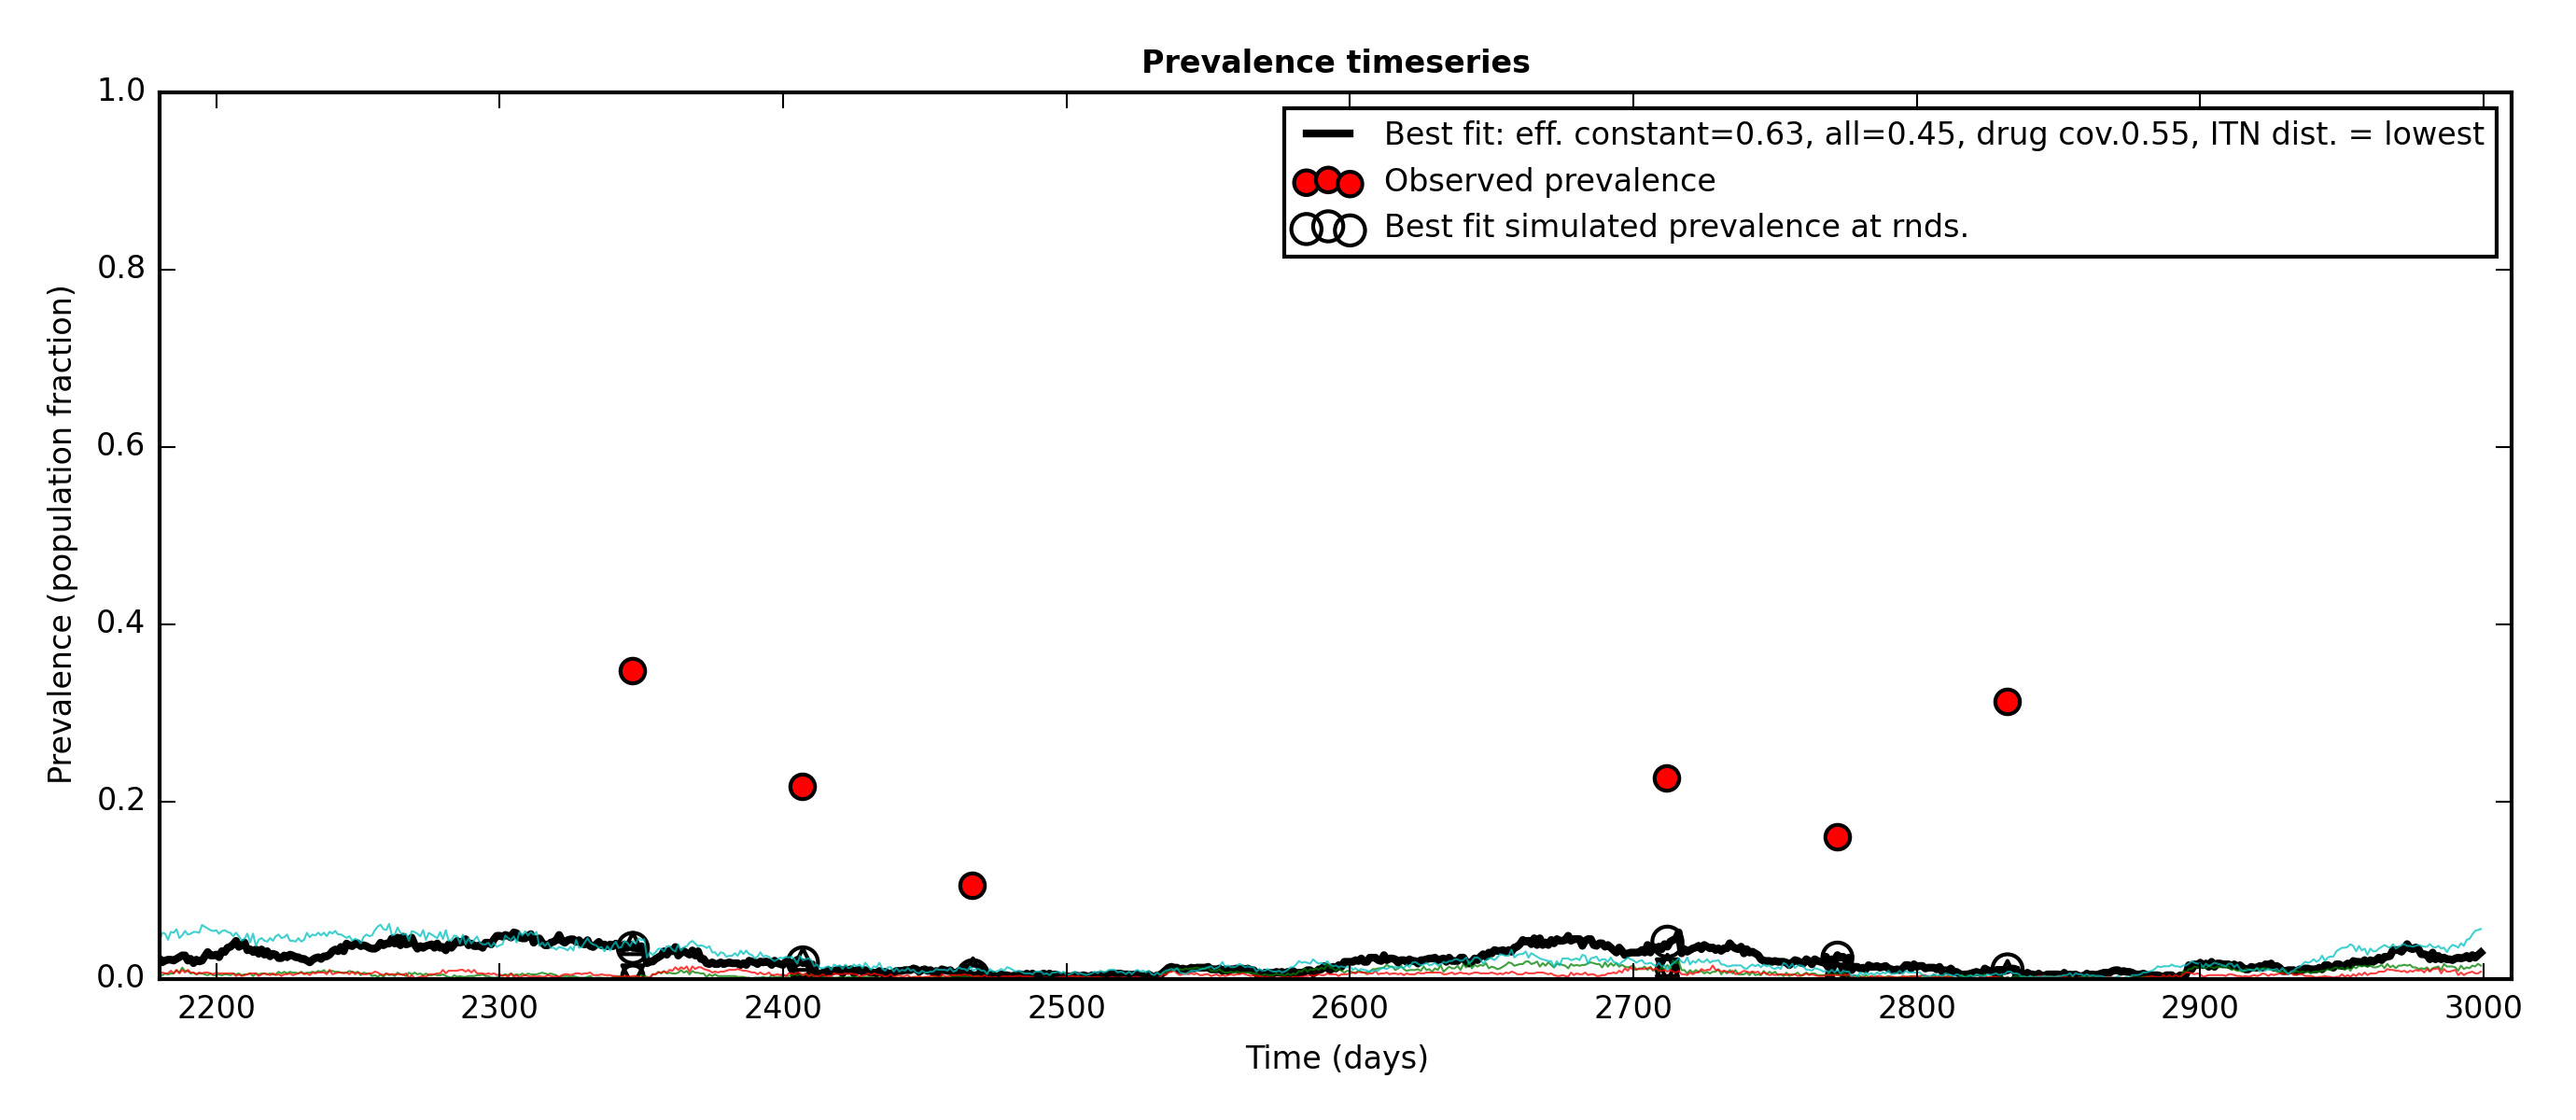 Prevalence timeseries
1.0
0.8
0.6
0.4
0.2
0.0
Prevalence (population fraction)
Best fit: eff. constant=0.63, all=0.45, drug cov.0.55, ITN dist. = lowest
Observed prevalence
Best fit simulated prevalence at rnds.
2200 2300 2400 2500 2600 2700 2800 2900 3000
Time (days)